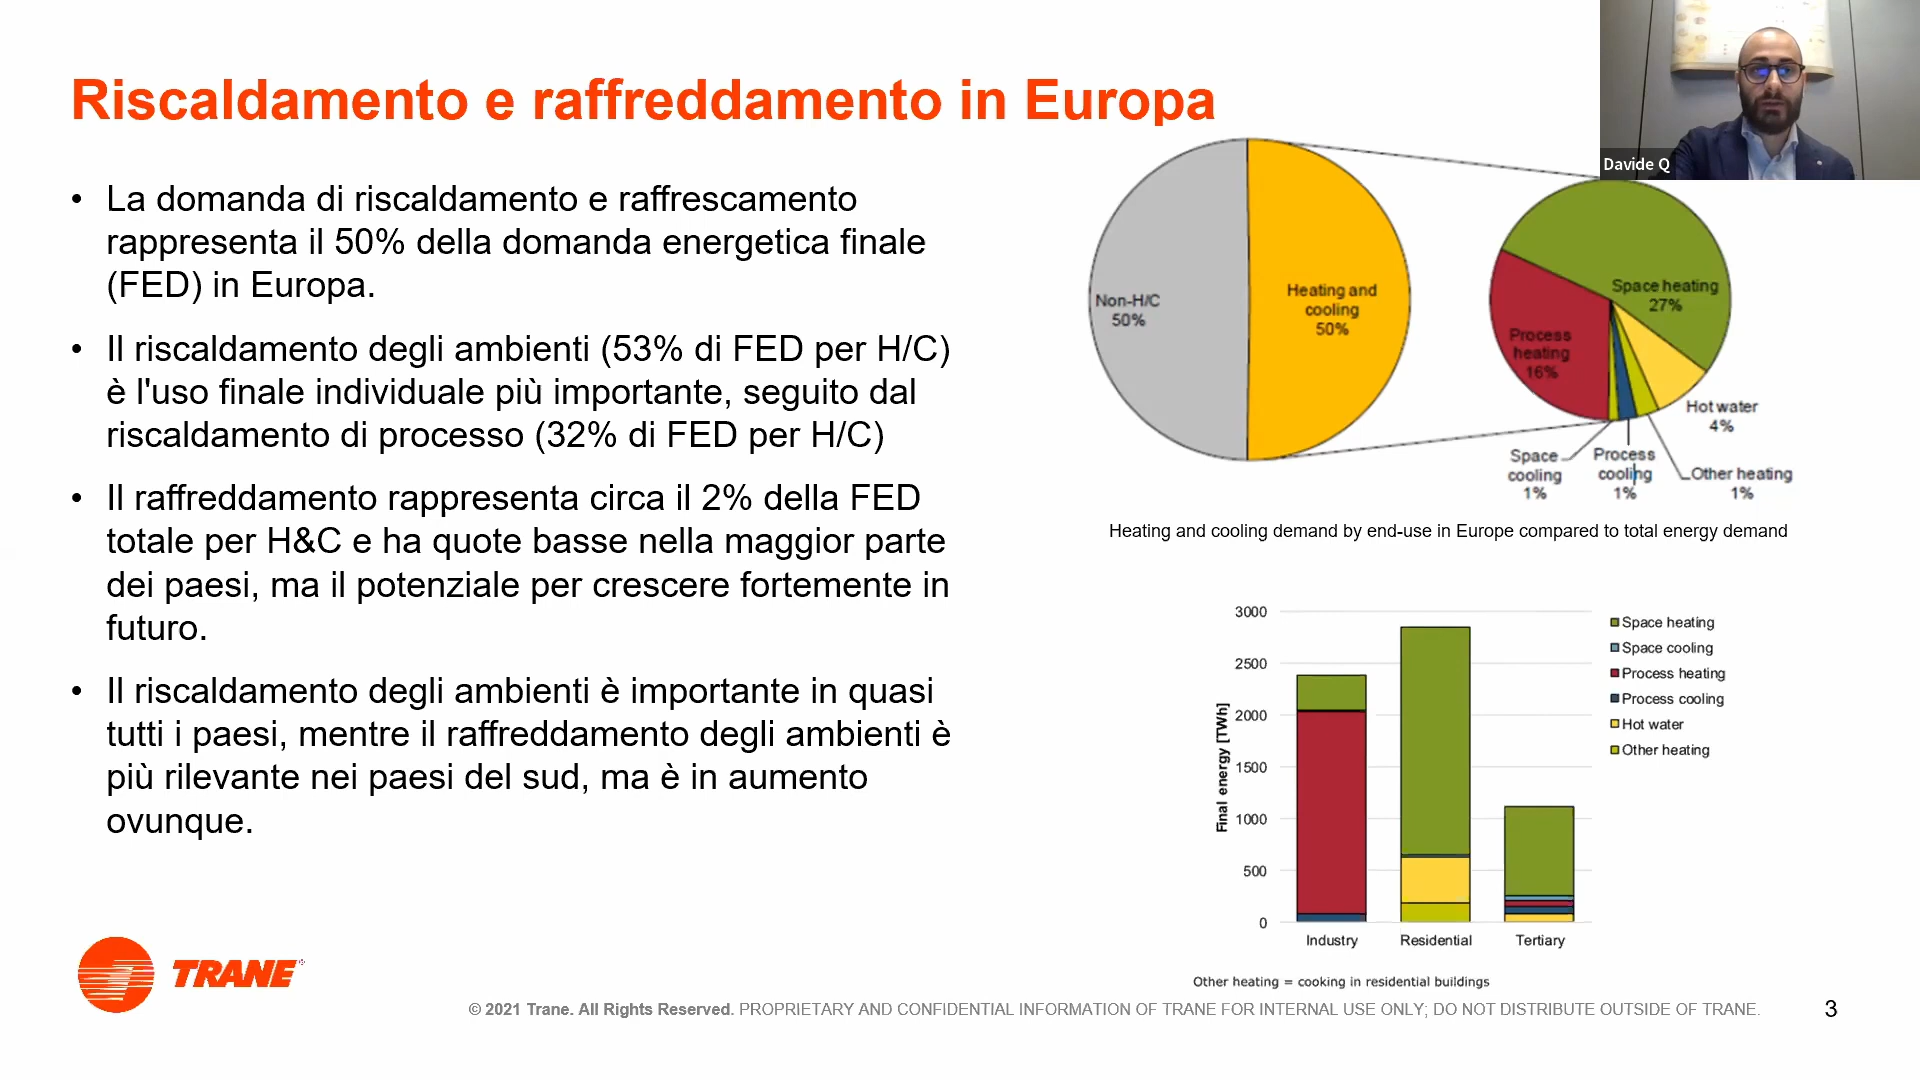 Riscaldamento e raffreddamento in Europa
Davide Q
• La domanda di riscaldamento e raffrescamento
rappresenta il 50% della domanda energetica finale
(FED) in Europa.
• Il riscaldamento degli ambienti (53% di FED per H/C)
è l'uso finale individuale più importante, seguito dal
riscaldamento di processo (32% di FED per H/C)
• Il raffreddamento rappresenta circa il 2% della FED
totale per H&C e ha quote basse nella maggior parte
dei paesi, ma il potenziale per crescere fortemente in
futuro.
• Il riscaldamento degli ambienti è importante in quasi
tutti i paesi, mentre il raffreddamento degli ambienti è
più rilevante nei paesi del sud, ma è in aumento
ovunque.
Non-H/C
50%
Heating and
cooling
50%
Space heating
27%
Process
heating
16%
Hot water
4%
Space
cooling
1%
Process
cooling
1%
Other heating
1%
Heating and cooling demand by end-use in Europe compared to total energy demand
Final energy [TWh]
3000
2500
2000
1500
1000
500
0
Industry
Residential
Tertiary
Space heating
Space cooling
Process heating
Process cooling
Hot water
Other heating
Other heating = cooking in residential buildings
TRANE
© 2021 Trane. All Rights Reserved. PROPRIETARY AND CONFIDENTIAL INFORMATION OF TRANE FOR INTERNAL USE ONLY; DO NOT DISTRIBUTE OUTSIDE OF TRANE.
3